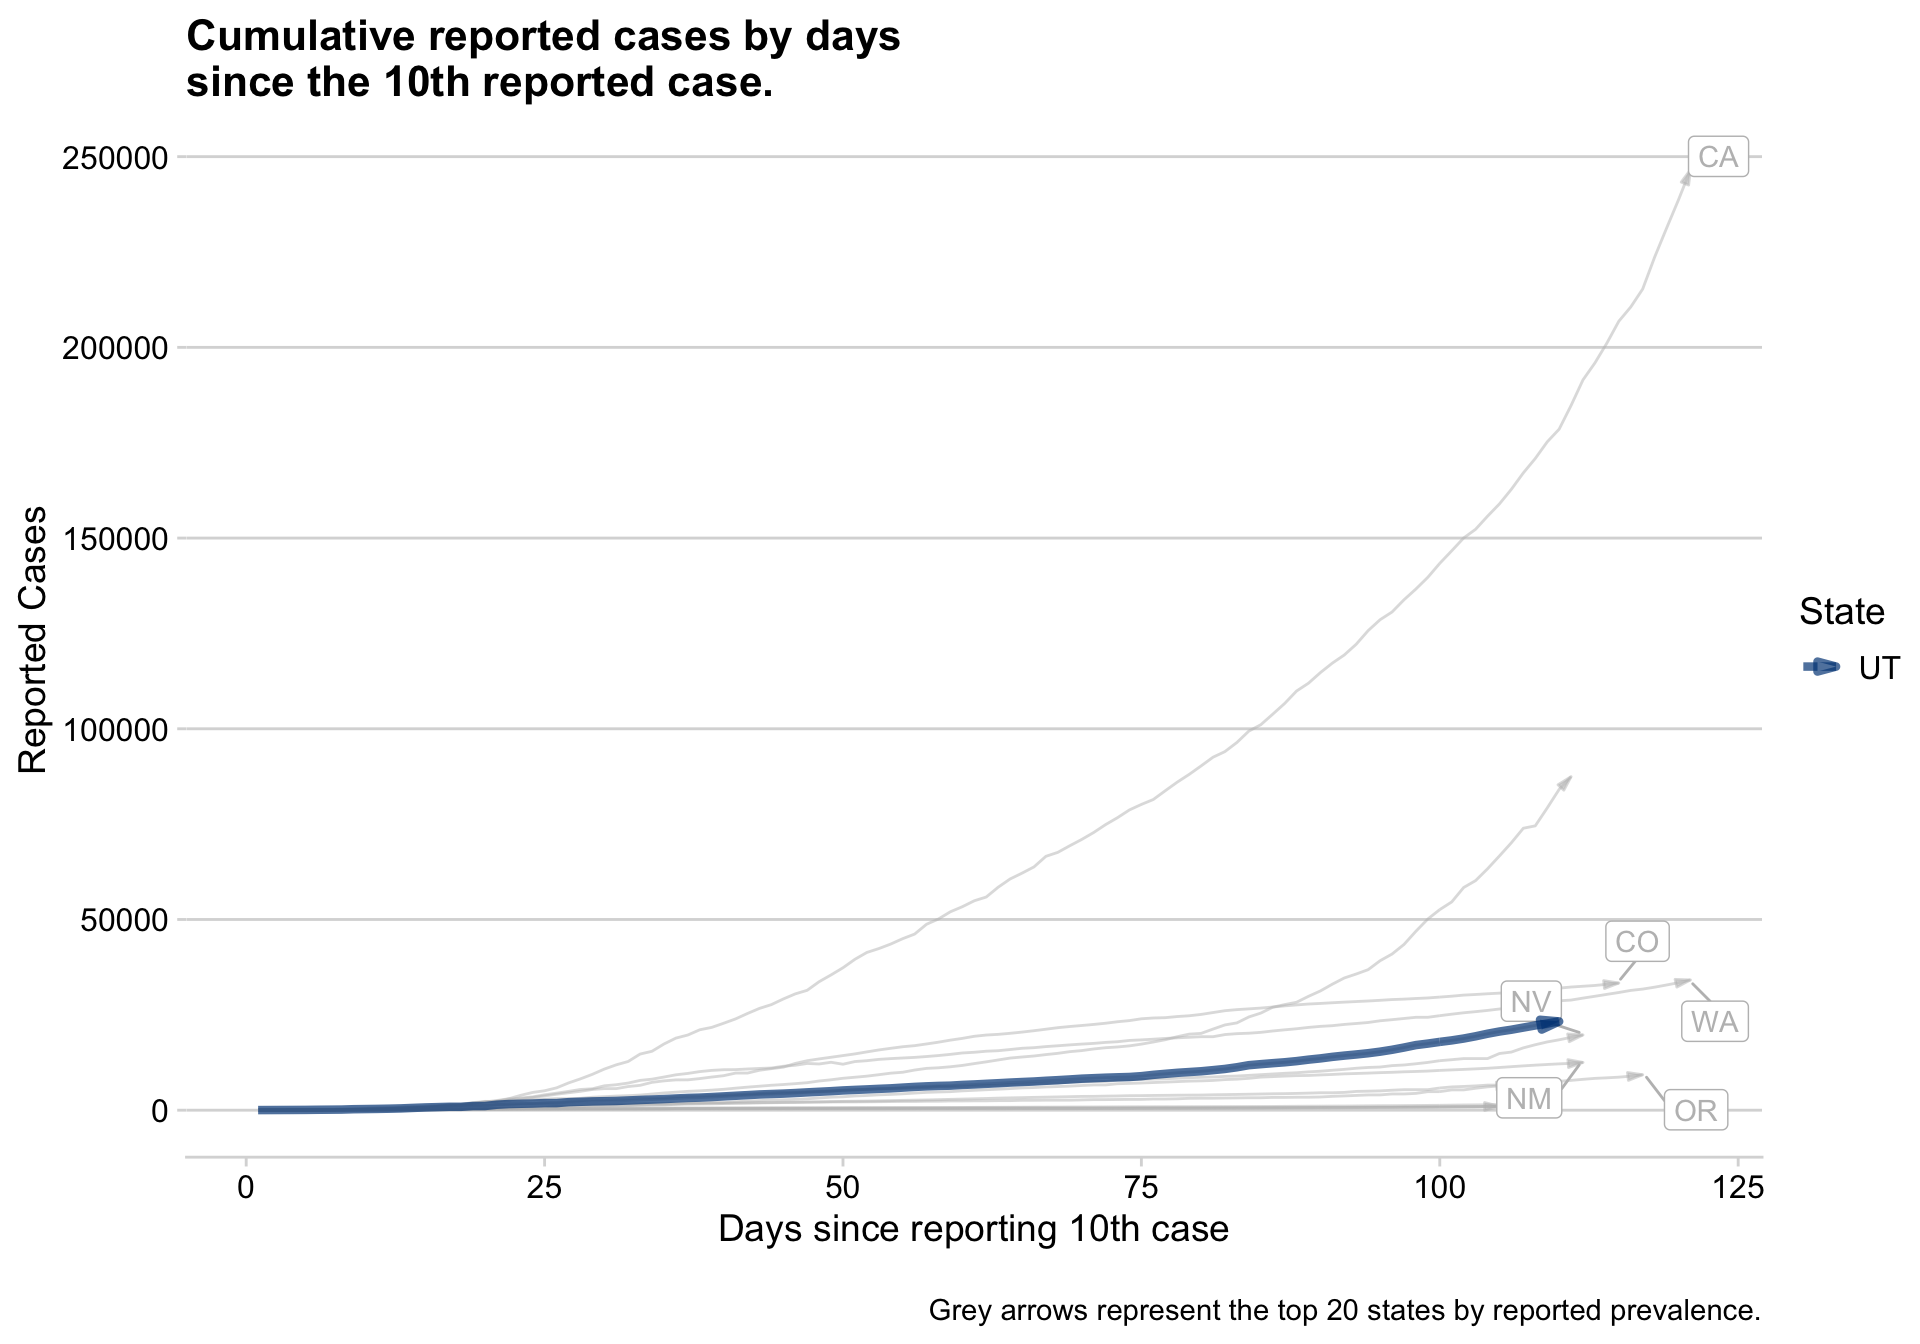 Cumulative reported cases by days
since the 10th reported case.
250000
200000
150000
100000
50000
0
Reported Cases
CA
CO
NV
WA
NM
OR
State
UT
0 25 50 75 100 125
Days since reporting 10th case
Grey arrows represent the top 20 states by reported prevalence.